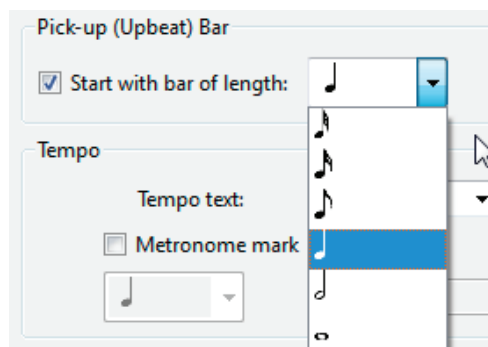 Pick-up (Upbeat) Bar
Start with bar of length:
Tempo
Tempo text:
Metronome mark